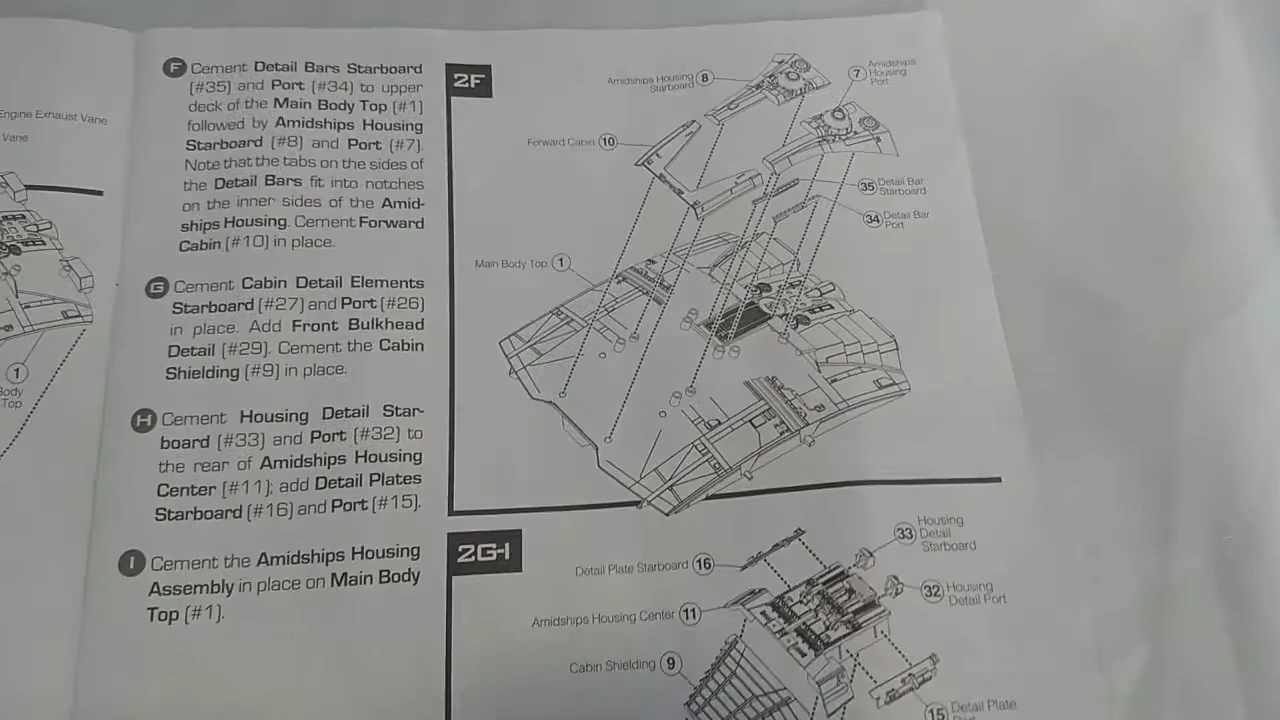 Engine Exhaust Vane
Vane
1
Body
Top
F Cement Detail Bars Starboard
(#35) and Port (#34) to upper
deck of the Main Body Top (#1)
followed by Amidships Housing
Starboard (#8) and Port (#7).
Note that the tabs on the sides of
the Detail Bars fit into notches
on the inner sides of the Amid-
ships Housing. Cement Forward
Cabin (#10) in place.
G Cement Cabin Detail Elements
Starboard (#27) and Port (#26)
in place. Add Front Bulkhead
Detail (#29). Cement the Cabin
Shielding (#9) in place.
H Cement Housing Detail Star-
board (#33) and Port (#32) to
the rear of Amidships Housing
Center (#11); add Detail Plates
Starboard (#16) and Port (#15).
I Cement the Amidships Housing
Assembly in place on Main Body
Top (#1).
2F
Amidships Housing 8
Starboard
7 Amidships
Housing
Port
Forward Cabin 10
35 Detail Bar
Starboard
34 Detail Bar
Port
Main Body Top 1
2G-I
33 Housing
Detail
Starboard
Detail Plate Starboard 16
32 Housing
Detail Port
Amidships Housing Center 11
Cabin Shielding 9
15 Detail Plate
Port